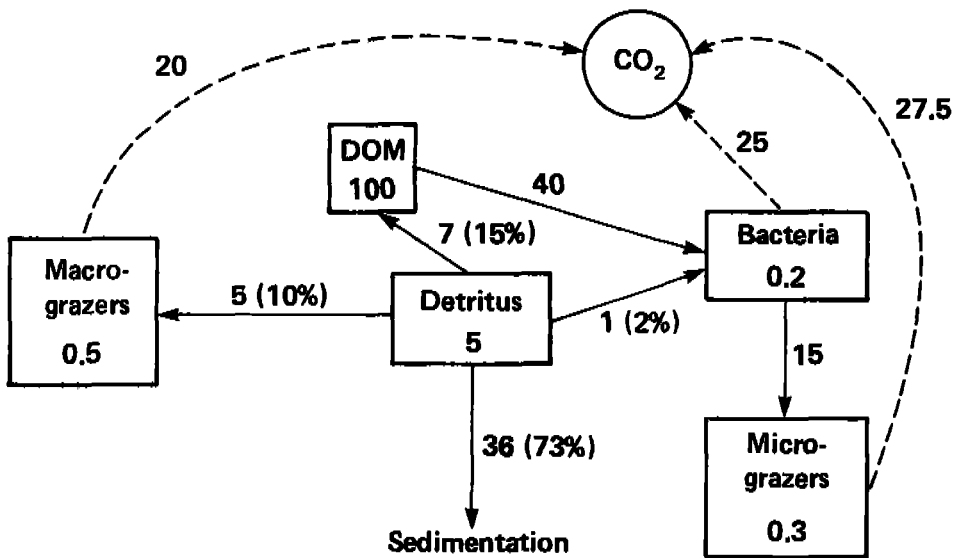 20
CO₂
27.5
DOM
100
40
25
7 (15%)
Bacteria
0.2
Macro-
grazers
0.5
5 (10%)
Detritus
5
1 (2%)
15
36 (73%)
Micro-
grazers
0.3
Sedimentation